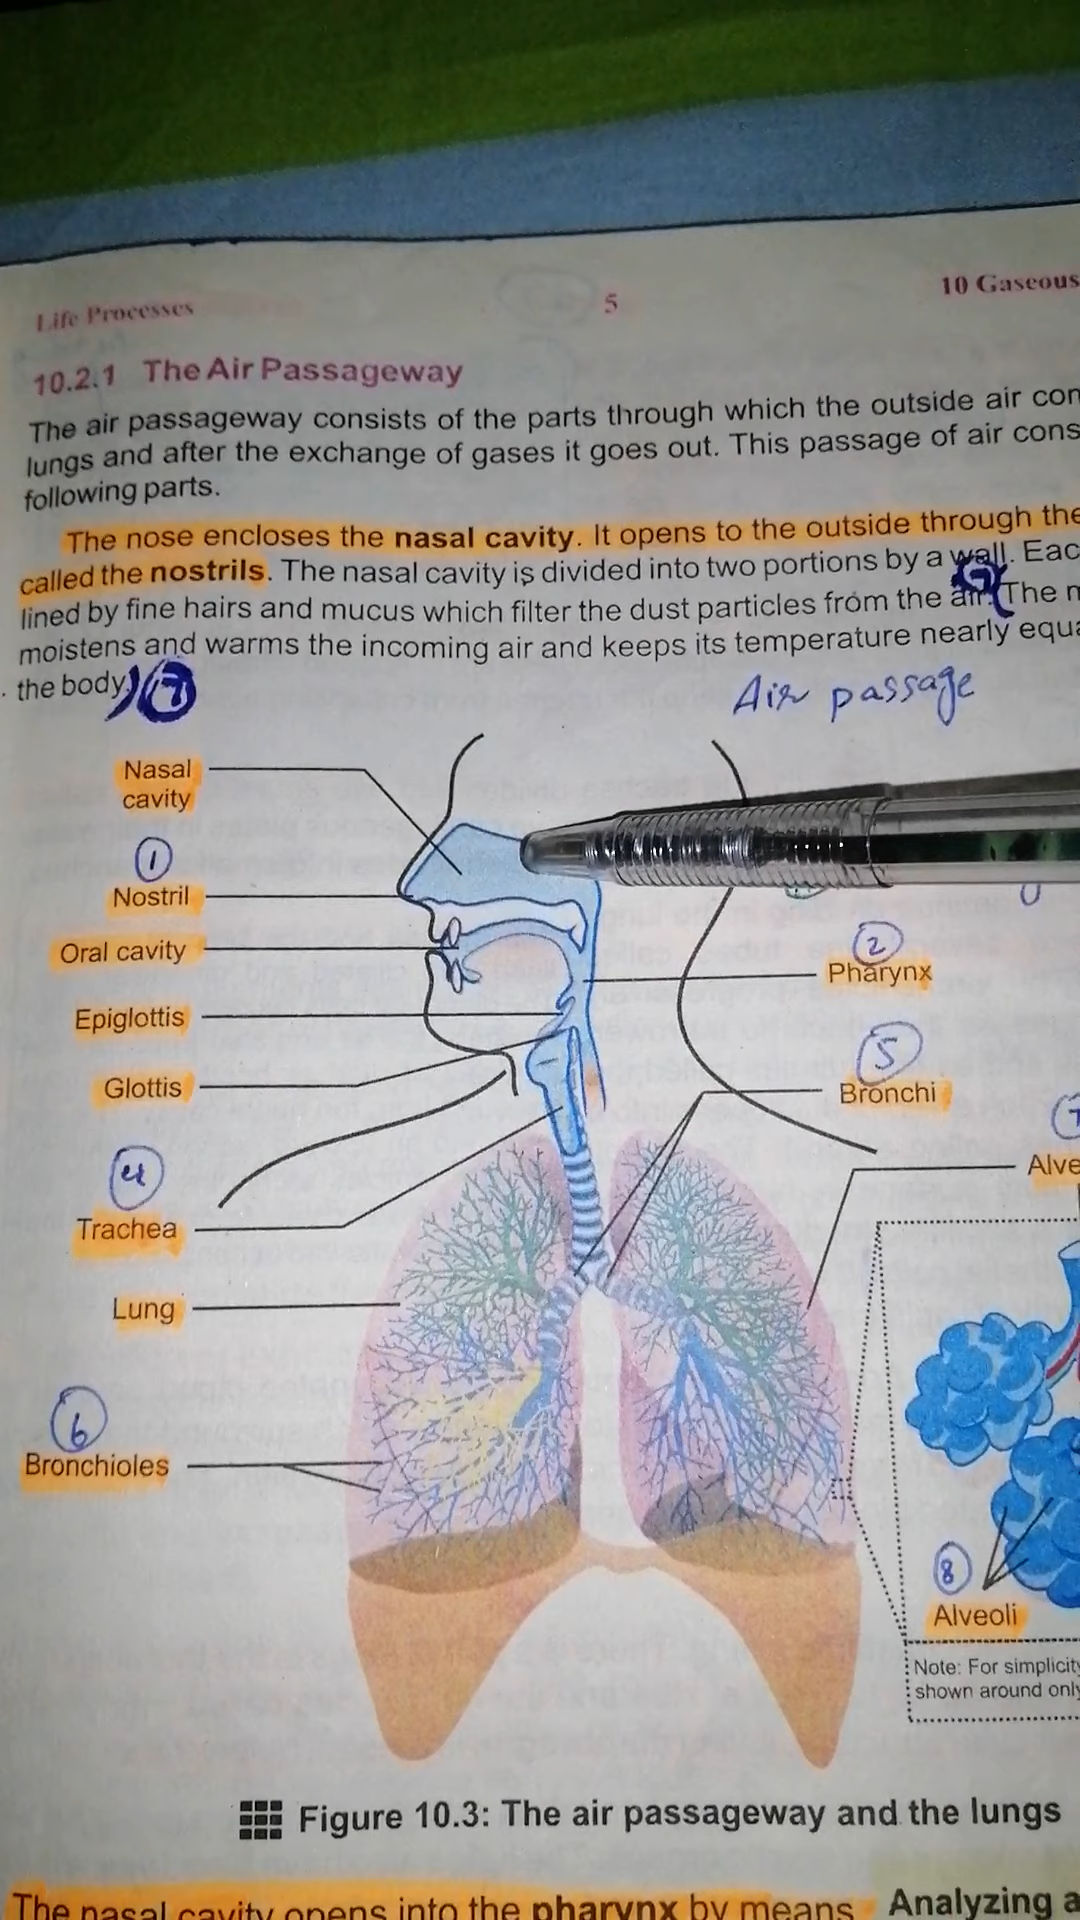 Life Processes
5
10 Gaseous
10.2.1 The Air Passageway
The air passageway consists of the parts through which the outside air
lungs and after the exchange of gases it goes out. This passage of air
following parts.
The nose encloses the nasal cavity. It opens to the outside through the
called the nostrils. The nasal cavity is divided into two portions by a wall.
lined by fine hairs and mucus which filter the dust particles from the air. The
moistens and warms the incoming air and keeps its temperature nearly
the body.
7
Air passage
Nasal
cavity
1
Nostril
Oral cavity
2
Pharynx
Epiglottis
5
Glottis
Bronchi
4
Trachea
Lung
6
Bronchioles
8
Alveoli
Note: For simplicity
shown around only
Figure 10.3: The air passageway and the lungs
The nasal cavity opens into the pharynx by means
Analyzing